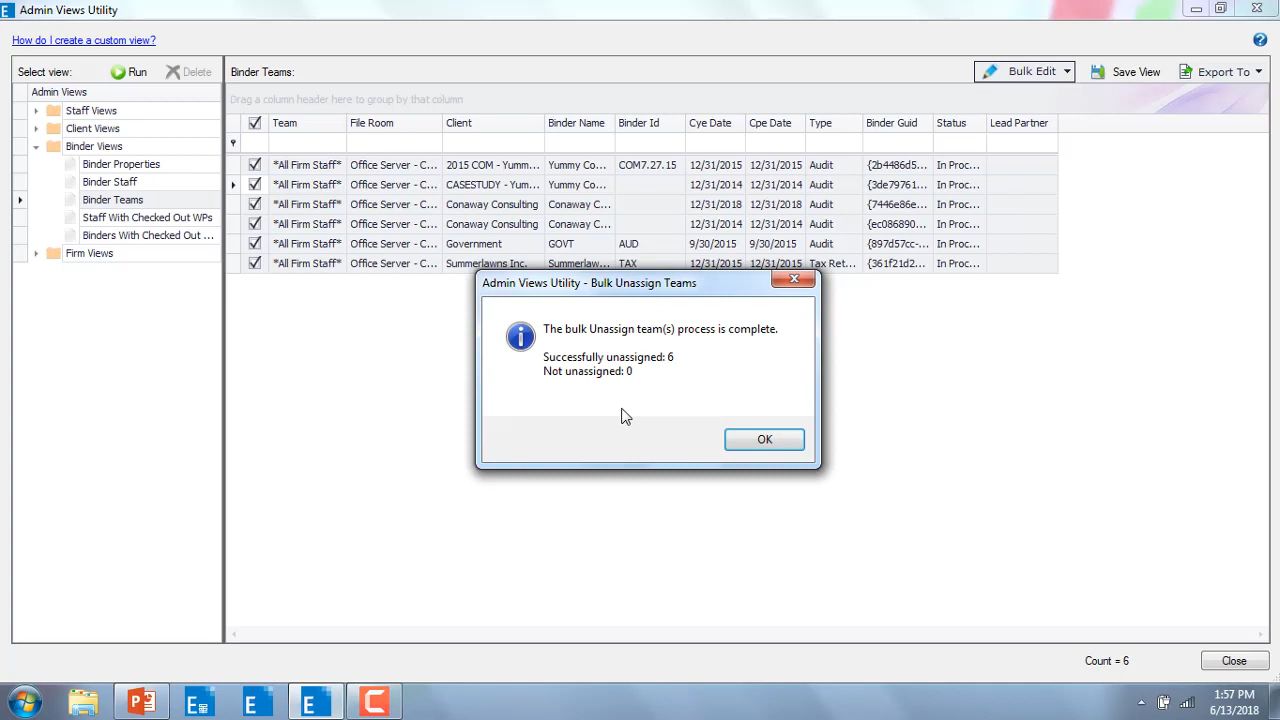 Admin Views Utility
How do I create a custom view?
Select view: Run Delete Binder Teams: Bulk Edit Save View Export To
Admin Views
Drag a column header here to group by that column
Staff Views
Client Views
Binder Views
Binder Properties
Binder Staff
Binder Teams
Staff With Checked Out WPs
Binders With Checked Out ...
Firm Views
Team File Room Client Binder Name Binder Id Cye Date Cpe Date Type Binder Guid Status Lead Partner
*All Firm Staff* Office Server - C... 2015 COM - Yumm... Yummy Co... COM7.27.15 12/31/2015 12/31/2015 Audit {2b4486d5... In Proc...
*All Firm Staff* Office Server - C... CASESTUDY - Yum... Yummy Co... 12/31/2014 12/31/2014 Audit {3de79761... In Proc...
*All Firm Staff* Office Server - C... Conaway Consulting Conaway C... 12/31/2018 12/31/2018 Audit {7446e86e... In Proc...
*All Firm Staff* Office Server - C... Conaway Consulting Conaway C... 12/31/2014 12/31/2014 Audit {ec086890... In Proc...
*All Firm Staff* Office Server - C... Government GOVT AUD 9/30/2015 9/30/2015 Audit {897d57cc-... In Proc...
*All Firm Staff* Office Server - C... Summerlawns Inc. Summerlaw... TAX 12/31/2015 12/31/2015 Tax Ret... {361f21d2... In Proc...
Admin Views Utility - Bulk Unassign Teams
The bulk Unassign team(s) process is complete.
Successfully unassigned: 6
Not unassigned: 0
OK
Count = 6 Close
1:57 PM
6/13/2018